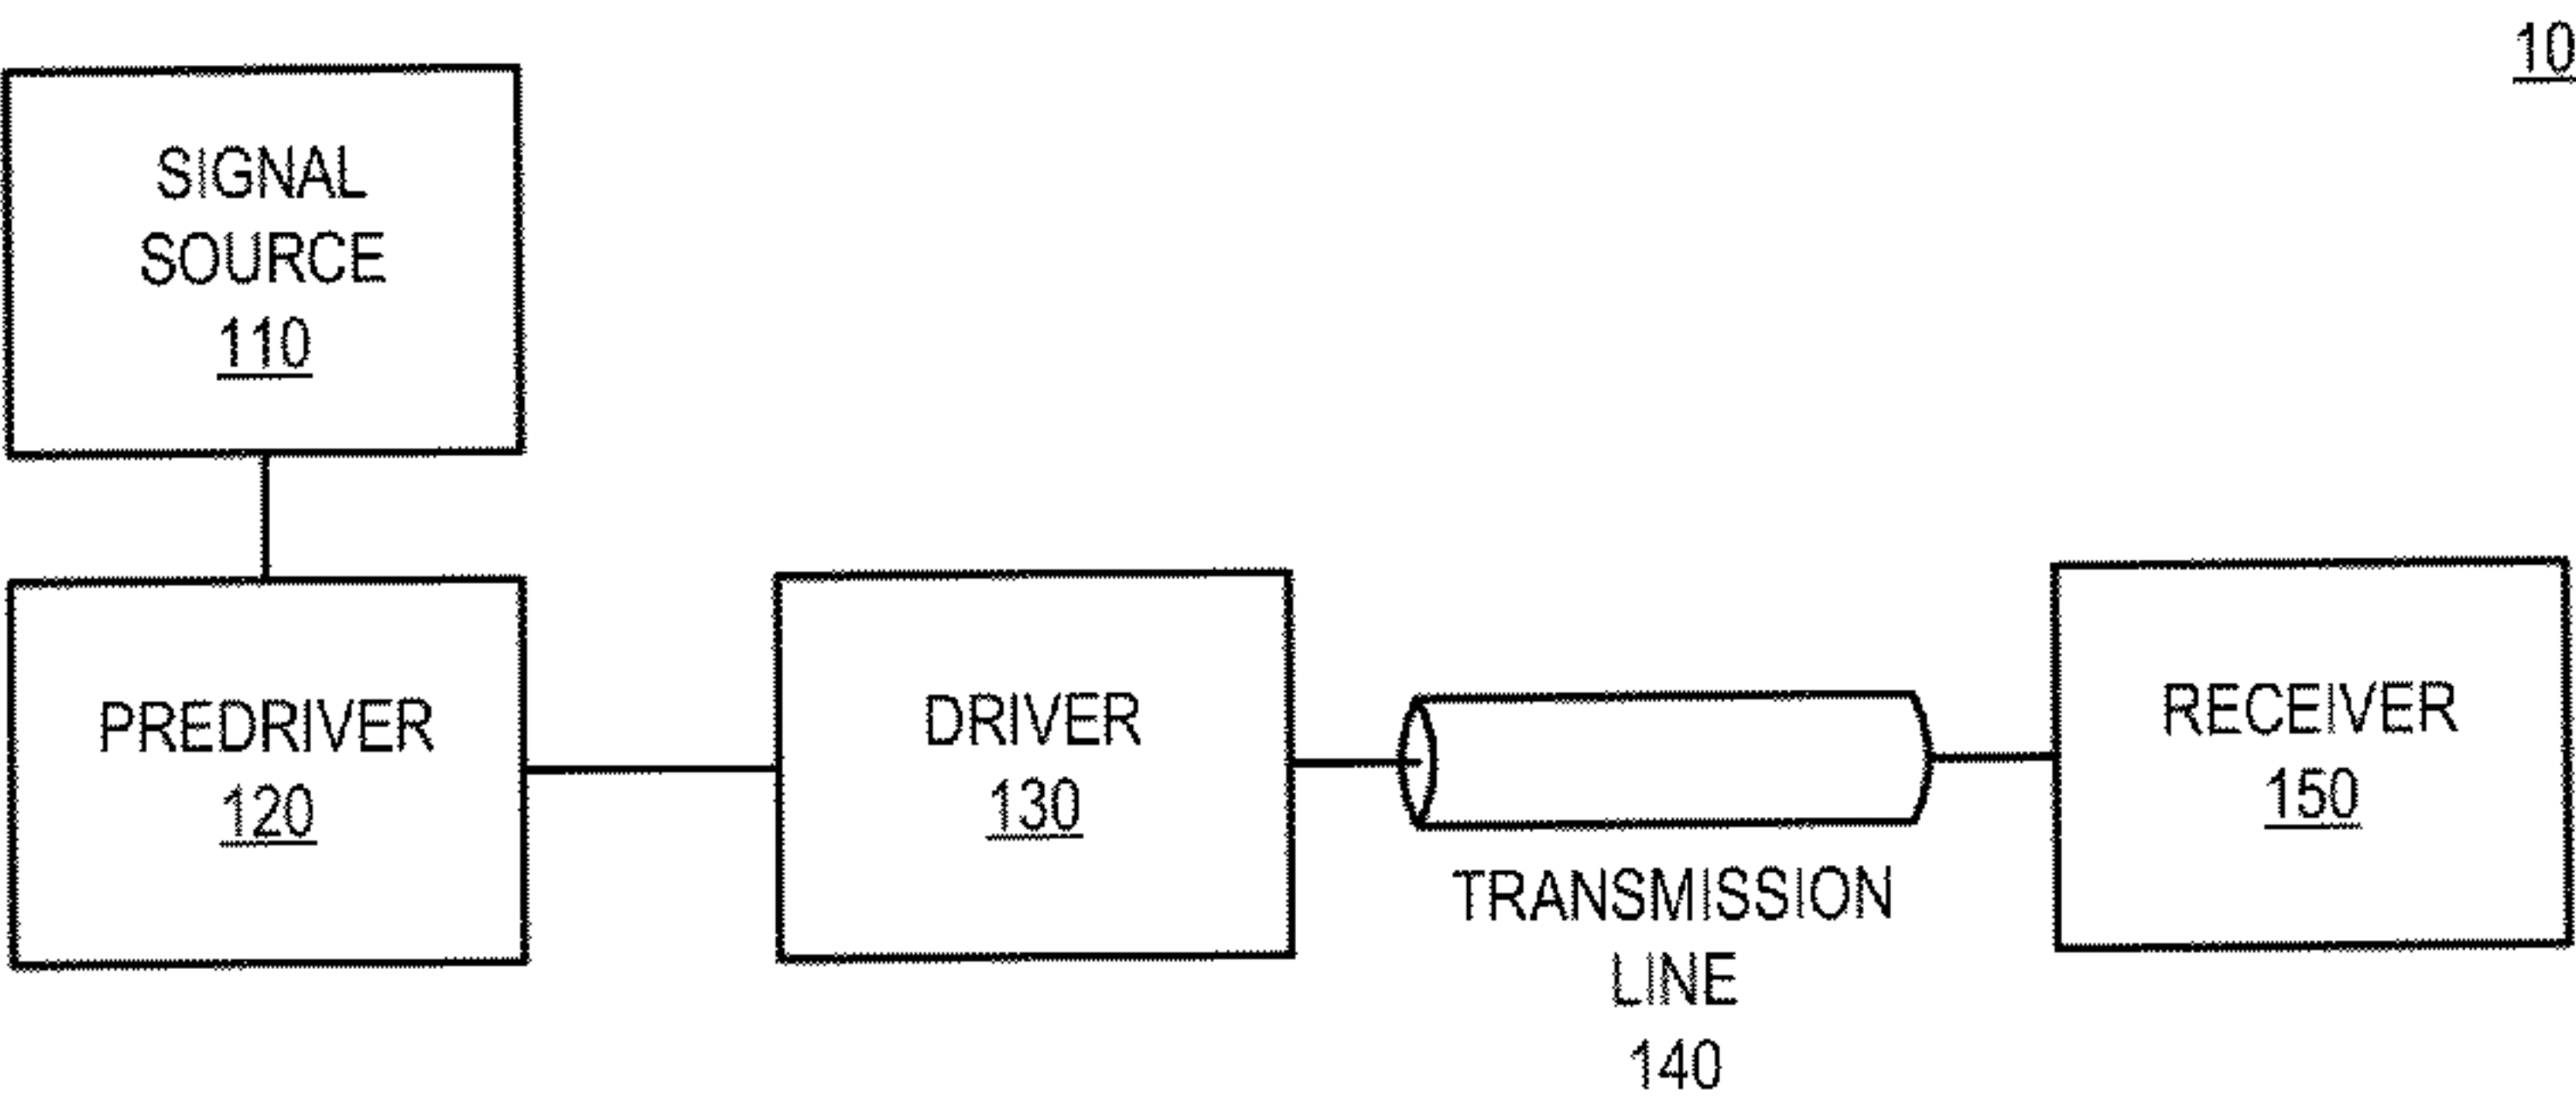 10
SIGNAL
SOURCE
110
PREDRIVER
120
DRIVER
130
TRANSMISSION
LINE
140
RECEIVER
150